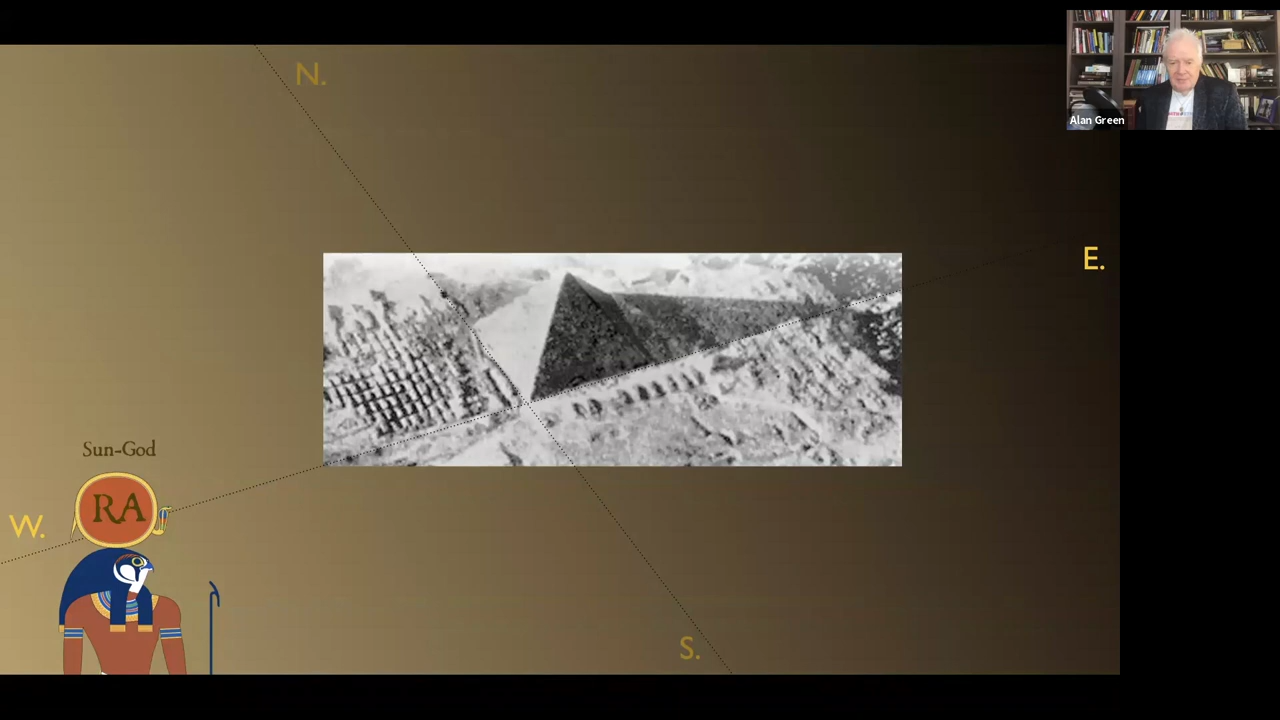 N.
Alan Green
E.
Sun-God
RA
W.
S.